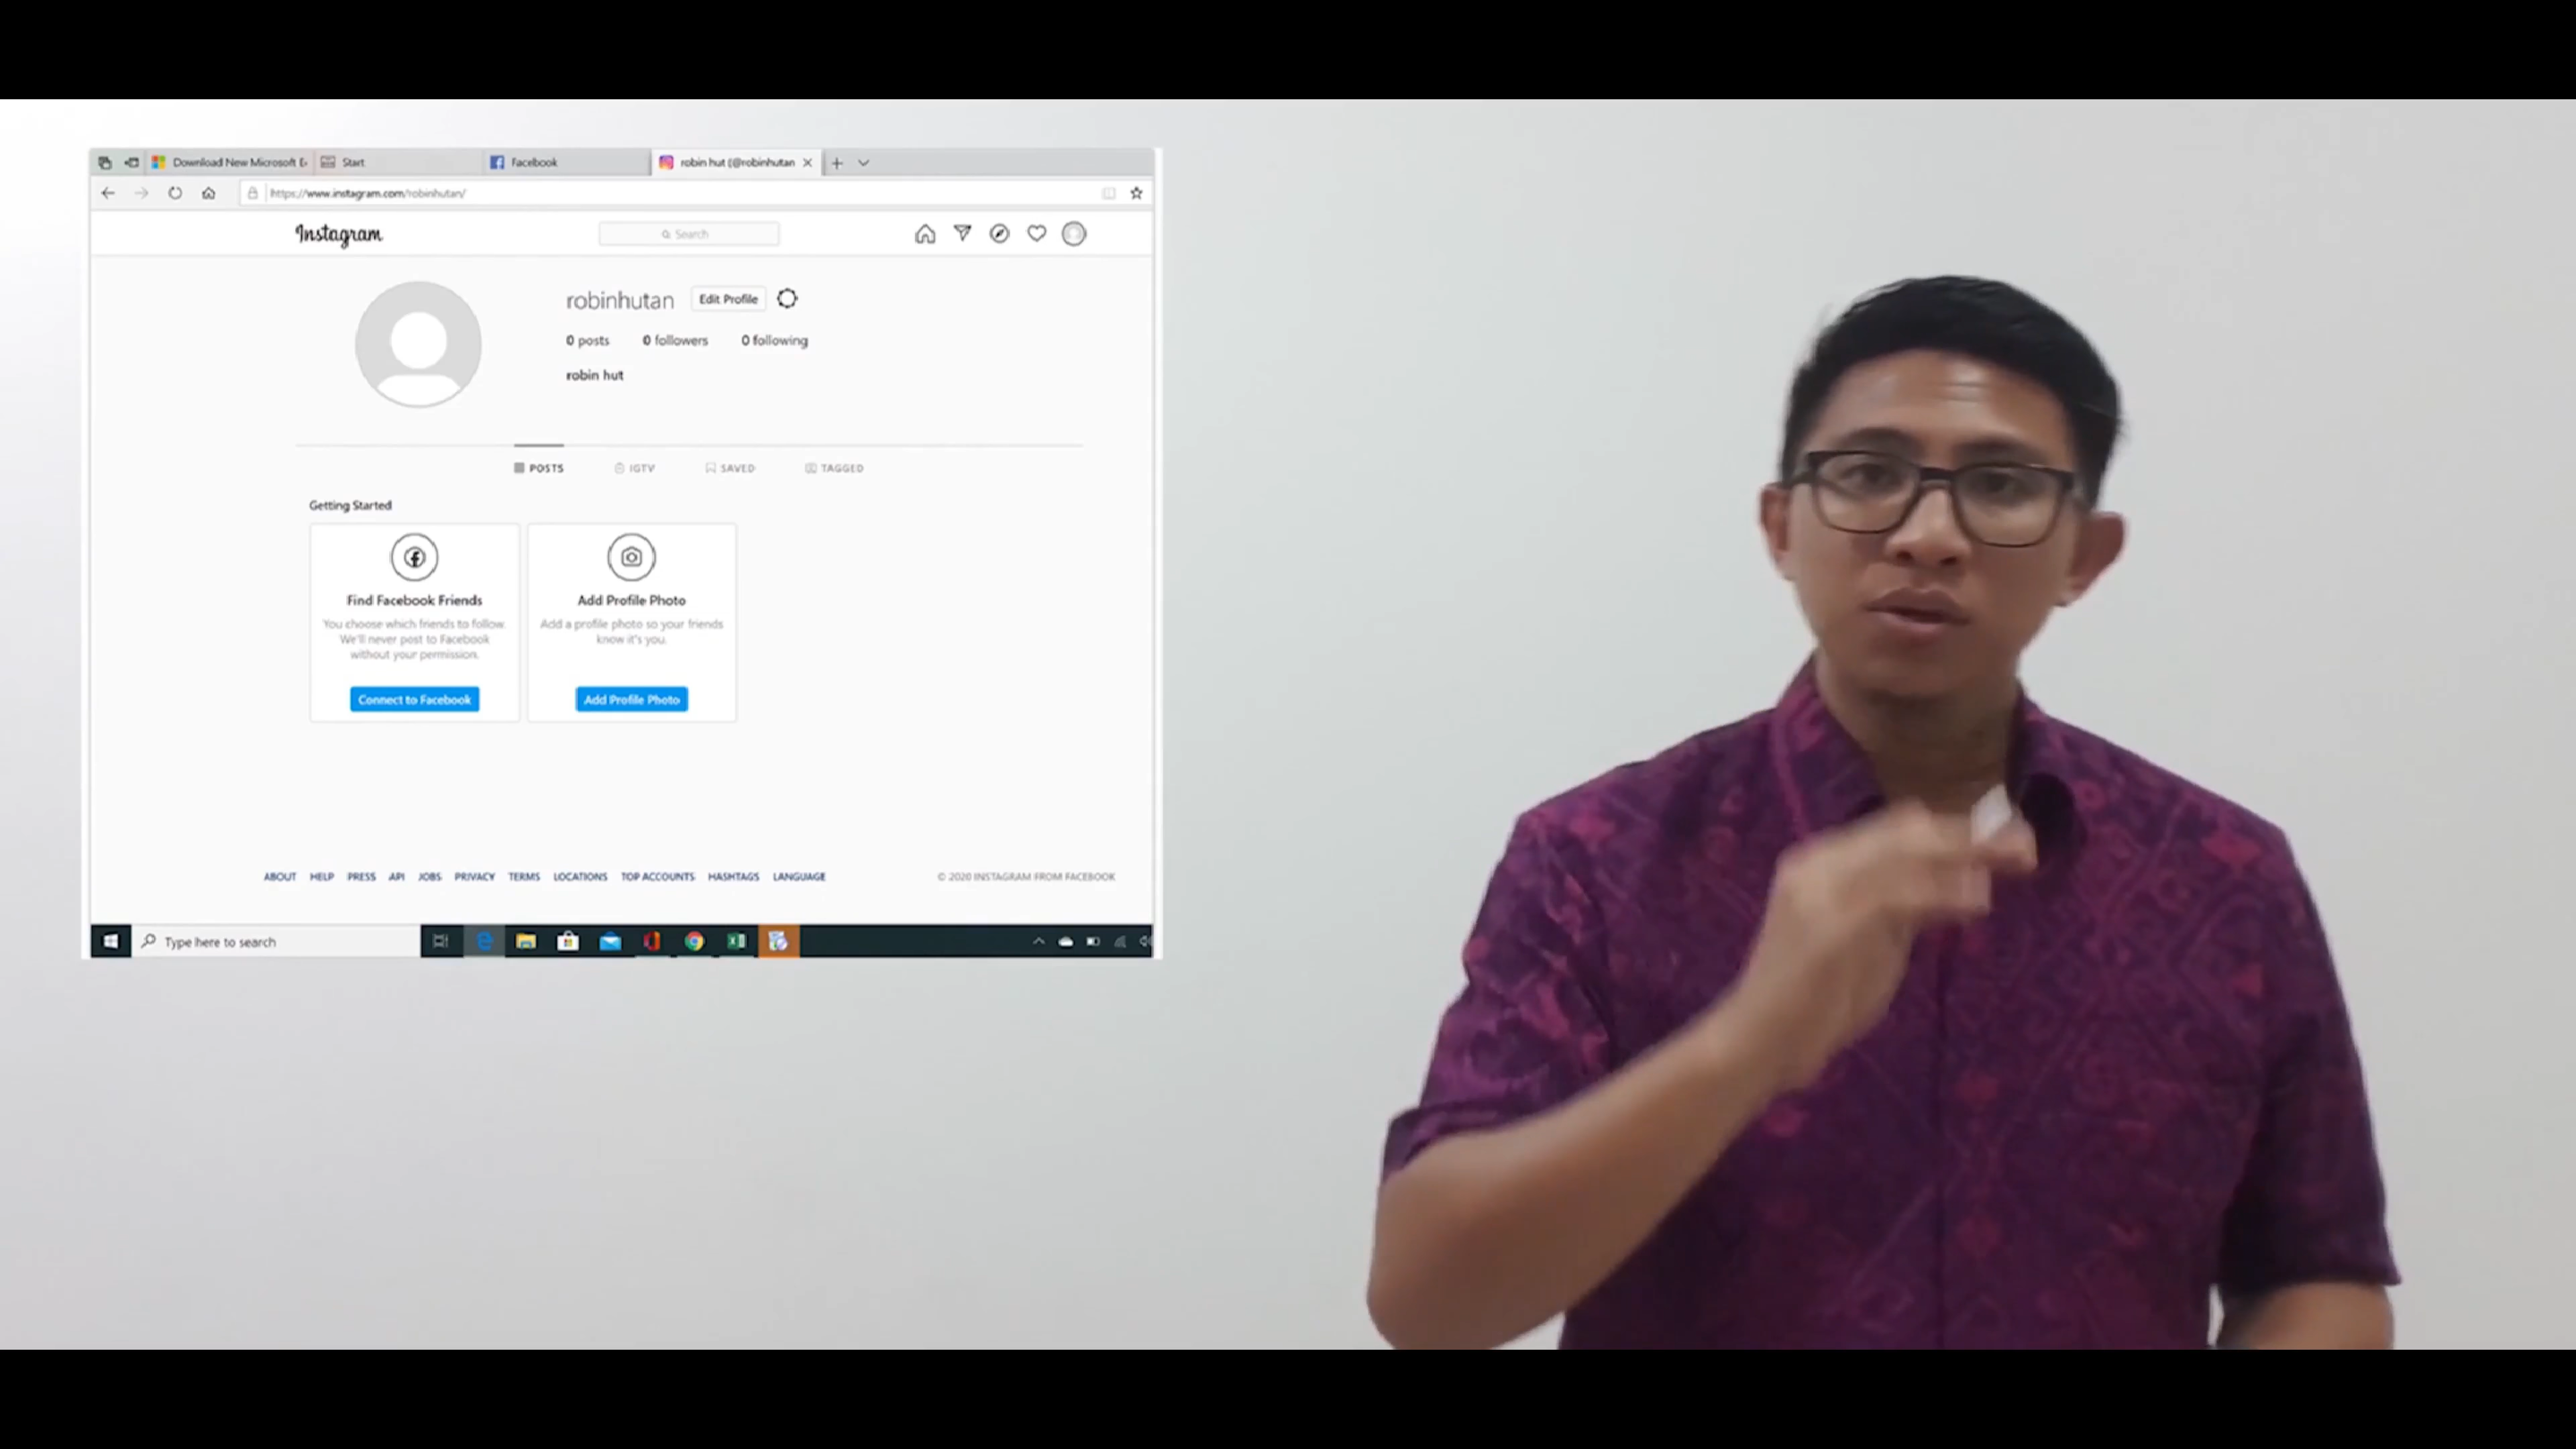 Download New Microsoft E
Start
Facebook
robin hut (@robinhutan
https://www.instagram.com/robinhutan/
Instagram
Search
robinhutan
Edit Profile
0 posts
0 followers
0 following
robin hut
POSTS
IGTV
SAVED
TAGGED
Getting Started
Find Facebook Friends
You choose which friends to follow.
We'll never post to Facebook
without your permission.
Connect to Facebook
Add Profile Photo
Add a profile photo so your friends
know it's you.
Add Profile Photo
ABOUT HELP PRESS API JOBS PRIVACY TERMS LOCATIONS TOP ACCOUNTS HASHTAGS LANGUAGE
© 2020 INSTAGRAM FROM FACEBOOK
Type here to search